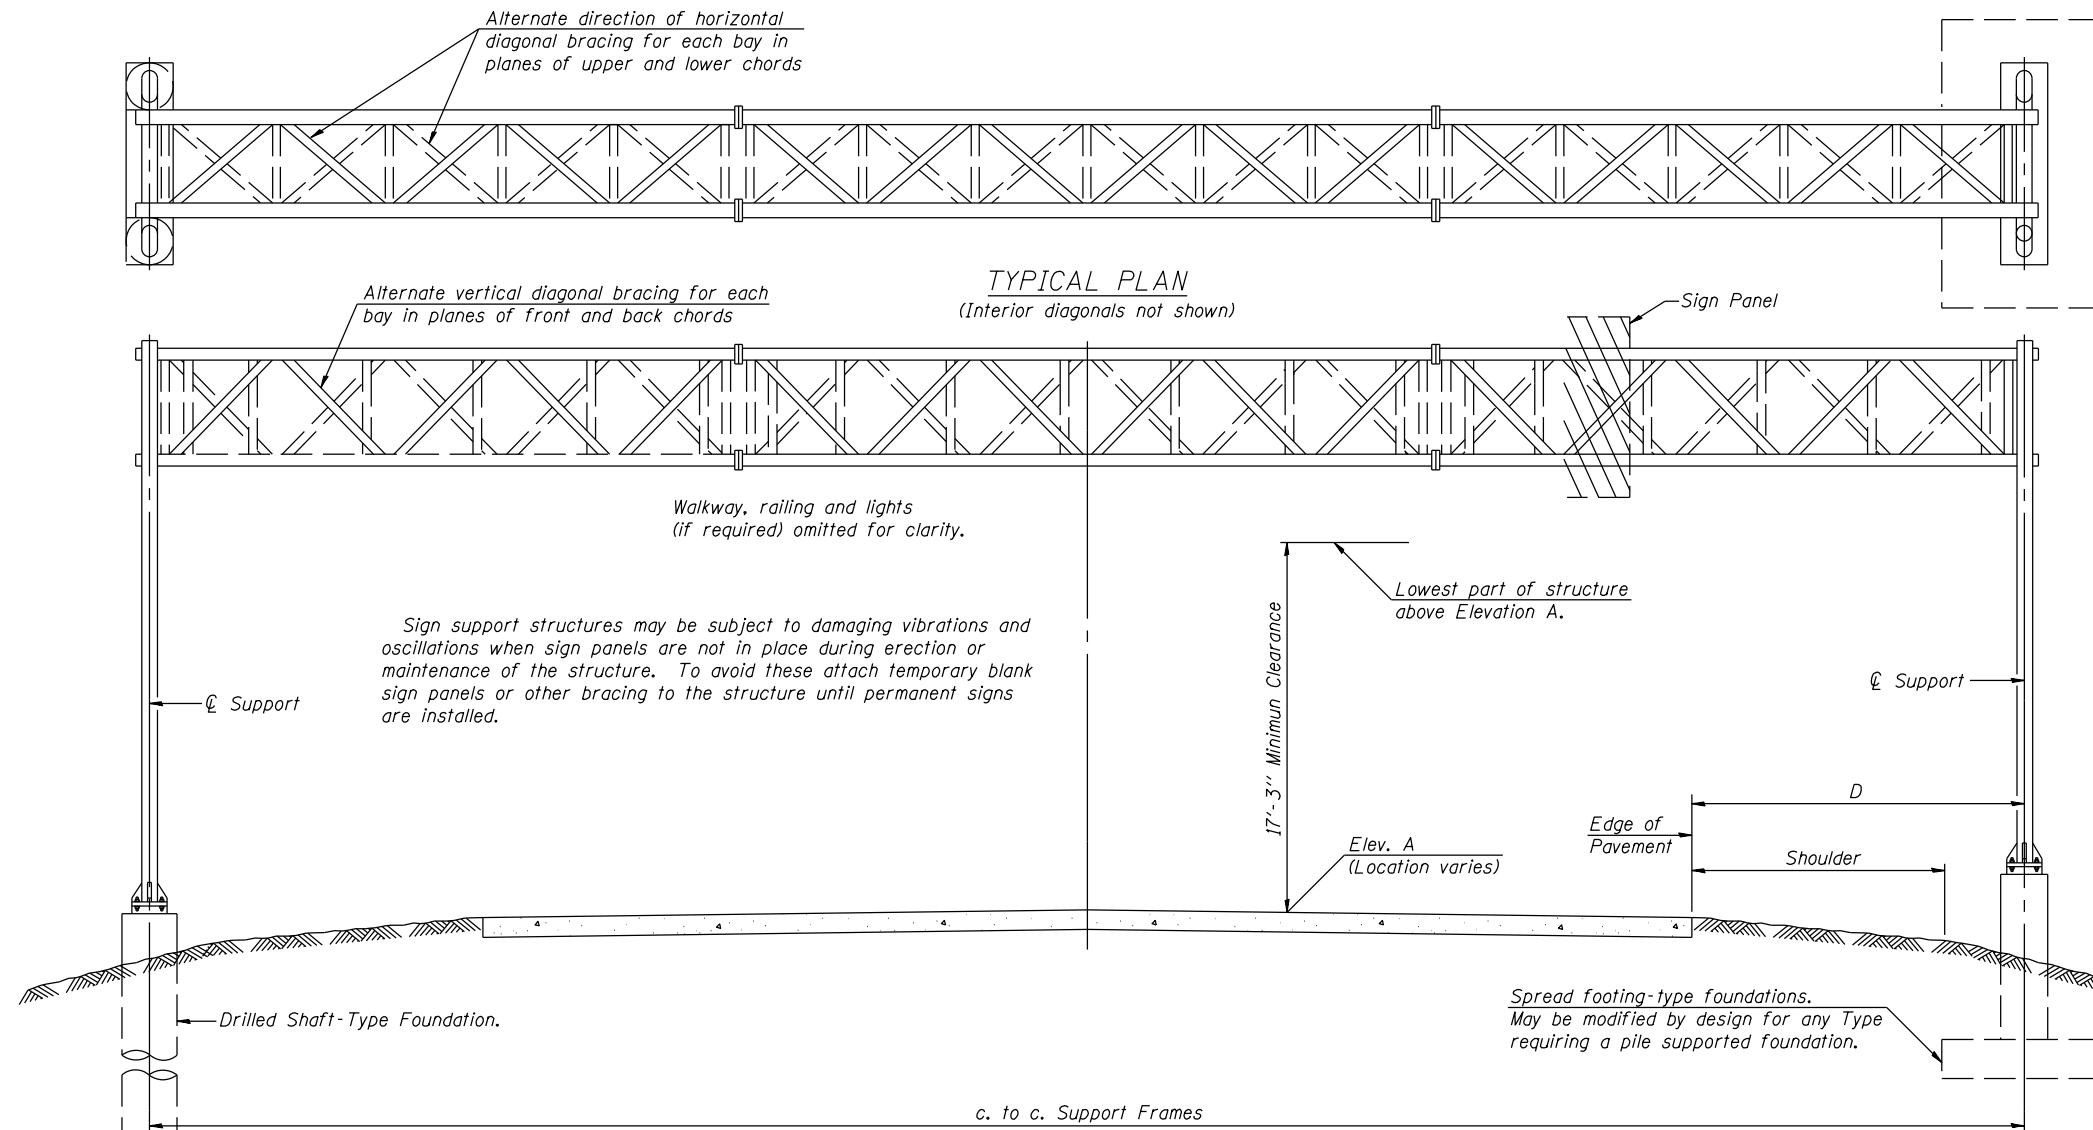 Alternate direction of horizontal
diagonal bracing for each bay in
planes of upper and lower chords
TYPICAL PLAN
(Interior diagonals not shown)
Alternate vertical diagonal bracing for each
bay in planes of front and back chords
Sign Panel
Walkway, railing and lights
(if required) omitted for clarity.
Lowest part of structure
above Elevation A.
17'-3'' Minimun Clearance
Sign support structures may be subject to damaging vibrations and
oscillations when sign panels are not in place during erection or
maintenance of the structure. To avoid these attach temporary blank
sign panels or other bracing to the structure until permanent signs
are installed.
℄ Support
℄ Support
D
Edge of
Pavement
Shoulder
Elev. A
(Location varies)
Drilled Shaft-Type Foundation.
Spread footing-type foundations.
May be modified by design for any Type
requiring a pile supported foundation.
c. to c. Support Frames